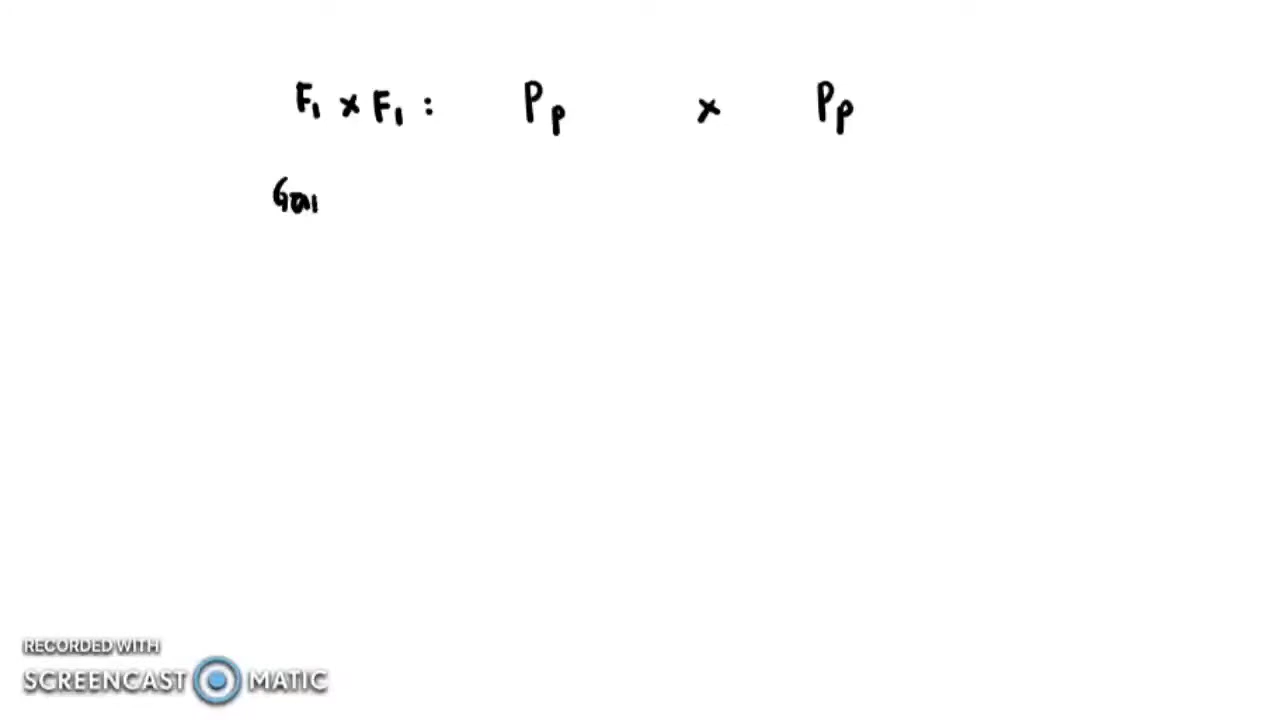 F₁ × F₁ : Pp × Pp
Gam
RECORDED WITH
SCREENCAST MATIC